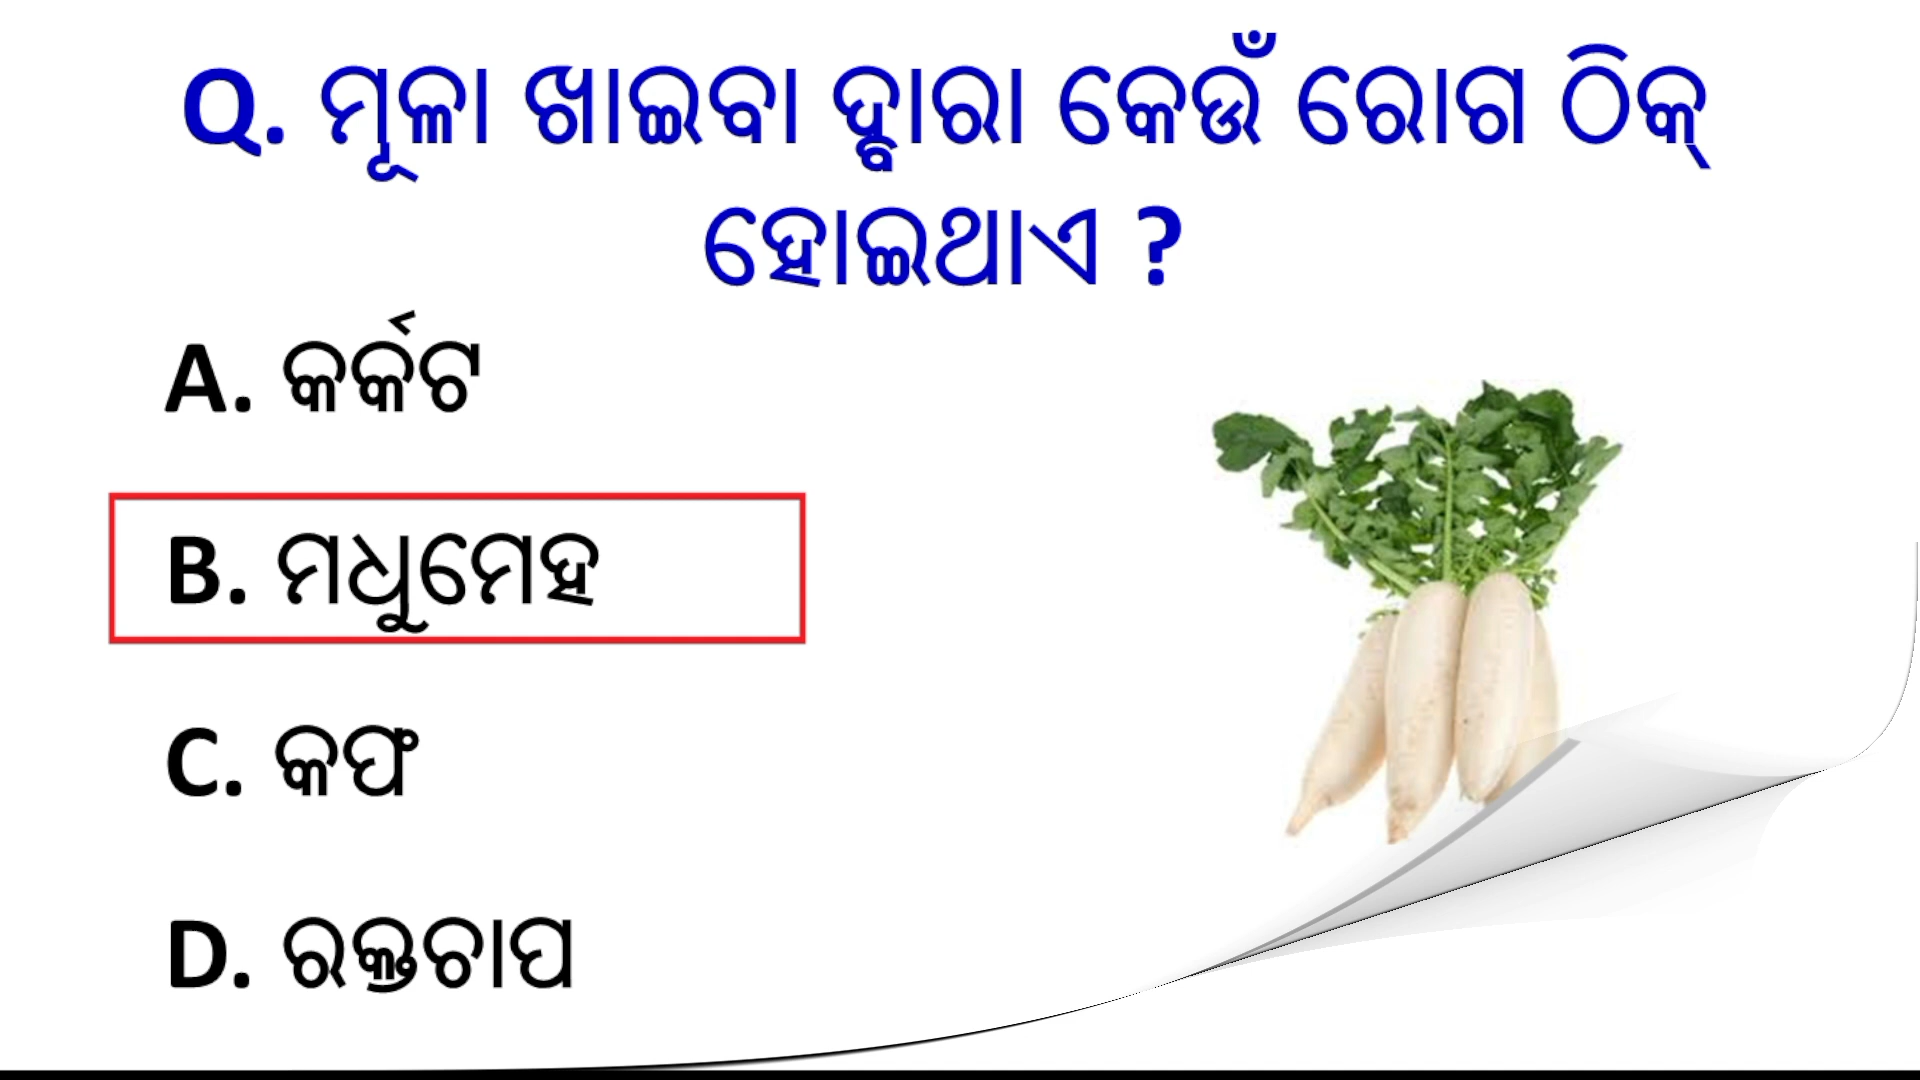 Q. ମୂଳା ଖାଇବା ଦ୍ବାରା କେଉଁ ରୋଗ ଠିକ୍
ହୋଇଥାଏ ?
A. କର୍କଟ
B. ମଧୁମେହ
C. କଫ
D. ରକ୍ତଚାପ